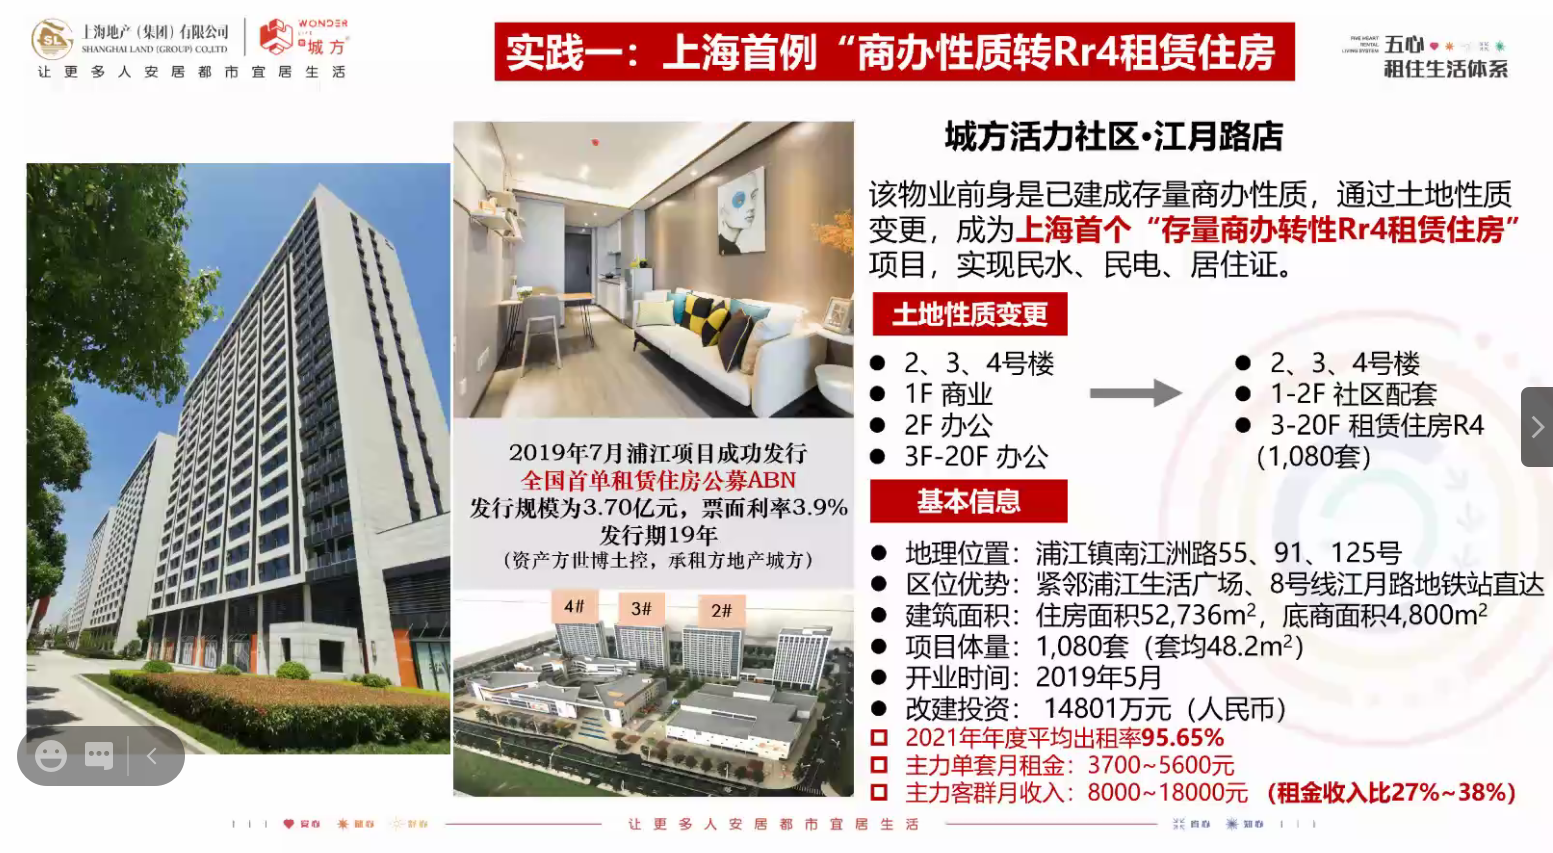 上海地产（集团）有限公司
SHANGHAI LAND (GROUP) CO.,LTD
WONDER
城方
让更多人安居都市宜居生活
实践一：上海首例“商办性质转Rr4租赁住房
FINE HEART
RENTAL
LIVING SYSTEM
五心
租住生活体系
城方活力社区·江月路店
该物业前身是已建成存量商办性质，通过土地性质
变更，成为上海首个“存量商办转性Rr4租赁住房”
项目，实现民水、民电、居住证。
土地性质变更
2、3、4号楼
1F 商业
2F 办公
3F-20F 办公
2、3、4号楼
1-2F 社区配套
3-20F 租赁住房R4
（1,080套）
2019年7月浦江项目成功发行
全国首单租赁住房公募ABN
发行规模为3.70亿元，票面利率3.9%
发行期19年
（资产方世博土控，承租方地产城方）
4#
3#
2#
基本信息
地理位置：浦江镇南江洲路55、91、125号
区位优势：紧邻浦江生活广场、8号线江月路地铁站直达
建筑面积：住房面积52,736m²，底商面积4,800m²
项目体量：1,080套（套均48.2m²）
开业时间：2019年5月
改建投资： 14801万元（人民币）
2021年年度平均出租率95.65%
主力单套月租金：3700~5600元
主力客群月收入：8000~18000元 （租金收入比27%~38%）
让更多人安居都市宜居生活